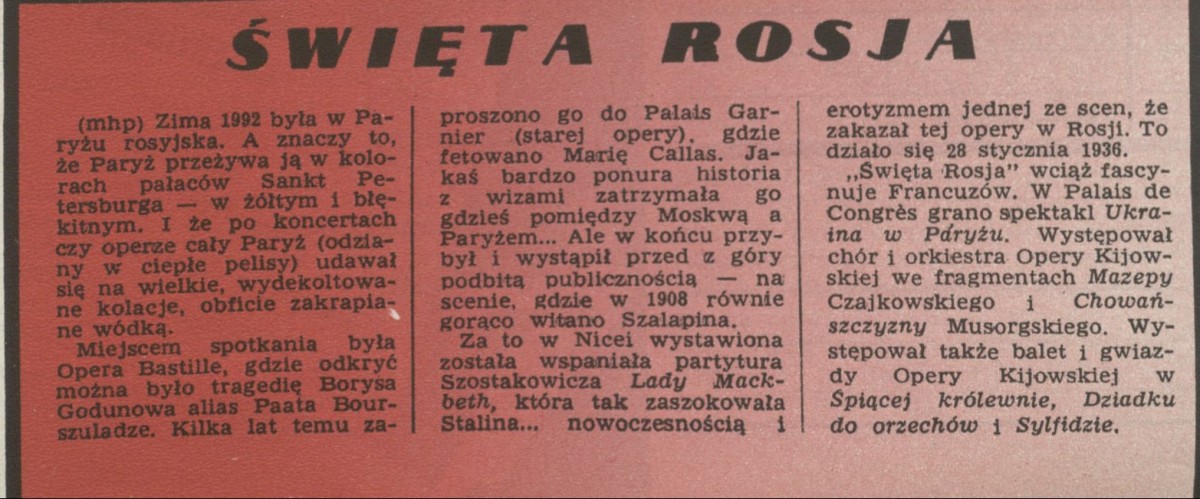 ŚWIĘTA ROSJA
(mhp) Zima 1992 była w Pa-
ryżu rosyjska. A znaczy to,
że Paryż przeżywa ją w kolo-
rach pałaców Sankt Pe-
tersburga — w żółtym i błę-
kitnym. I że po koncertach
czy operze cały Paryż (odzia-
ny w ciepłe pelisy) udawał
się na wielkie, wydekoltowa-
ne kolacje, obficie zakrapia-
ne wódką.
Miejscem spotkania była
Opera Bastille, gdzie odkryć
można było tragedię Borysa
Godunowa alias Paata Bour-
szuladze. Kilka lat temu za-
proszono go do Palais Gar-
nier (starej opery), gdzie
fetowano Marię Callas. Ja-
kaś bardzo ponura historia
z wizami zatrzymała go
gdzieś pomiędzy Moskwą a
Paryżem... Ale w końcu przy-
był i wystąpił przed z góry
podbitą publicznością — na
scenie, gdzie w 1908 równie
gorąco witano Szalapina.
Za to w Nicei wystawiona
została wspaniała partytura
Szostakowicza Lady Mack-
beth, która tak zaszokowała
Stalina... nowoczesnością i
erotyzmem jednej ze scen, że
zakazał tej opery w Rosji. To
działo się 28 stycznia 1936.
„Święta Rosja” wciąż fascy-
nuje Francuzów. W Palais de
Congrès grano spektakl Ukra-
ina w Paryżu. Występował
chór i orkiestra Opery Kijow-
skiej we fragmentach Mazepy
Czajkowskiego i Chowań-
szczyzny Musorgskiego. Wy-
stępował także balet i gwiaz-
dy Opery Kijowskiej w
Śpiącej królewnie, Dziadku
do orzechów i Sylfidzie.